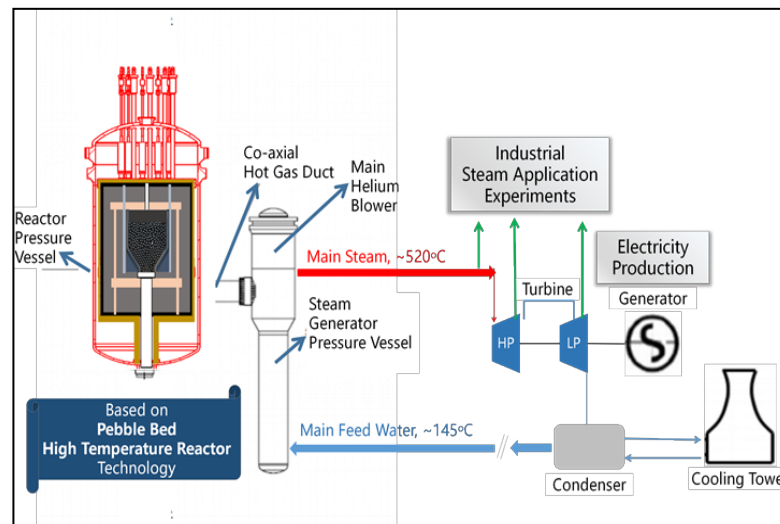 Co-axial
Hot Gas Duct
Main
Helium
Blower
Industrial
Steam Application
Experiments
Reactor
Pressure
Vessel
Main Steam, ~520°C
Electricity
Production
Turbine
Generator
Steam
Generator
Pressure Vessel
HP
LP
Based on
Pebble Bed
High Temperature Reactor
Technology
Main Feed Water, ~145°C
//
Condenser
Cooling Towe